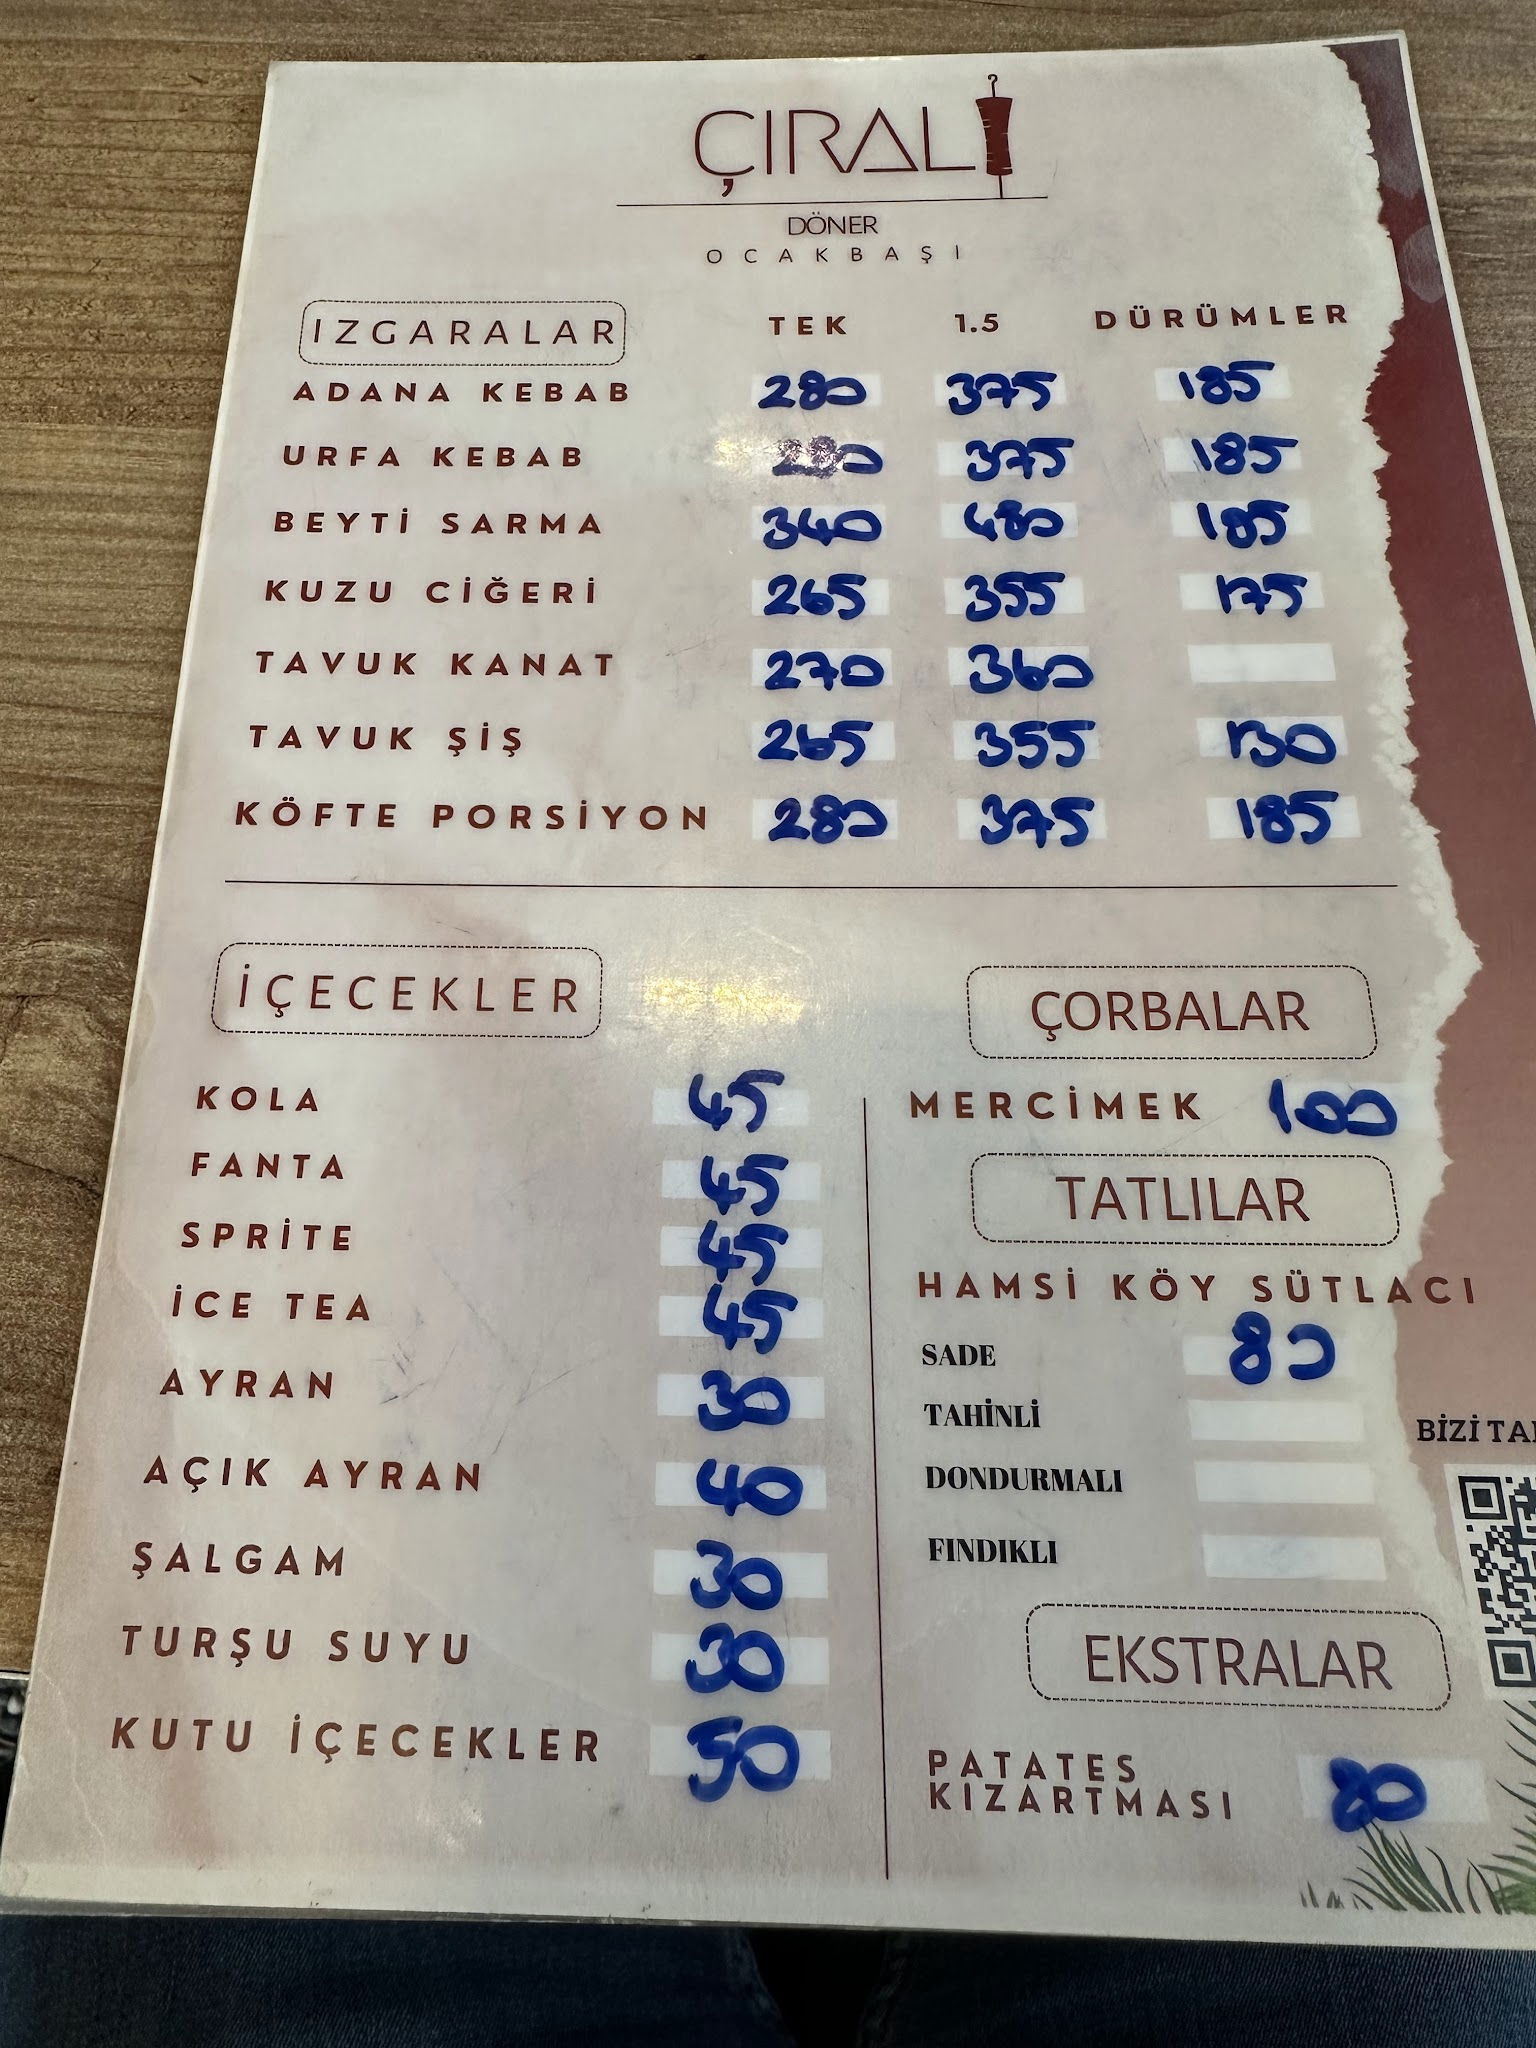 ÇIRALI
DÖNER
OCAKBAŞI
IZGARALAR TEK 1.5 DÜRÜMLER
ADANA KEBAB 280 375 185
URFA KEBAB 280 375 185
BEYTİ SARMA 340 480 185
KUZU CİĞERİ 265 355 175
TAVUK KANAT 270 360
TAVUK ŞİŞ 265 355 130
KÖFTE PORSİYON 280 375 185
İÇECEKLER
KOLA 45
FANTA 45
SPRİTE 45
İCE TEA 45
AYRAN 30
AÇIK AYRAN 40
ŞALGAM 30
TURŞU SUYU 30
KUTU İÇECEKLER 50
ÇORBALAR
MERCİMEK 100
TATLILAR
HAMSİ KÖY SÜTLACI
SADE 80
TAHİNLİ
DONDURMALI
FINDIKLI
BİZİ
EKSTRALAR
PATATES
KIZARTMASI